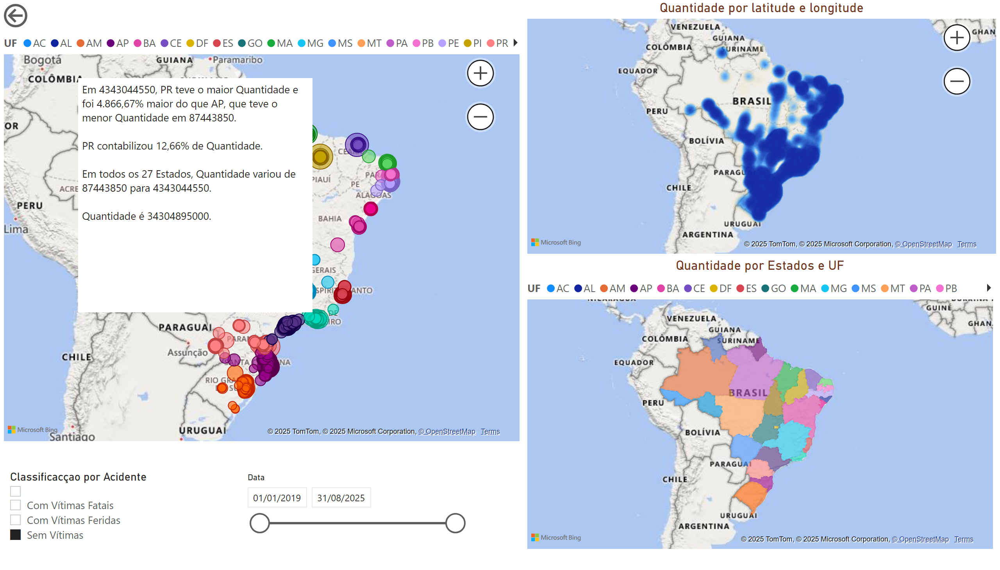 UF AC AL AM AP BA CE DF ES GO MA MG MS MT PA PB PE PI PR
Bogotá
GUIANA
Paramaribo
COLÔMBIA
OR
Em 4343044550, PR teve o maior Quantidade e
foi 4.866,67% maior do que AP, que teve o
menor Quantidade em 87443850.
PR contabilizou 12,66% de Quantidade.
Em todos os 27 Estados, Quantidade variou de
87443850 para 4343044550.
Quantidade é 34304895000.
PIAUÍ
PE
ALAGOAS
ACRE
PERU
Lima
BAHIA
GERAIS
ANTO
DE
IRO
PARAGUAI
Assunção
CHILE
SANTA
NA
RIO GRA
URUGUAI
Santiago
Microsoft Bing
© 2025 TomTom, © 2025 Microsoft Corporation, © OpenStreetMap Terms
Classificacçao por Acidente
Com Vítimas Fatais
Com Vítimas Feridas
Sem Vítimas
Data
01/01/2019 31/08/2025
Quantidade por latitude e longitude
VENEZUELA
GUIANA
GHAN
COLÔMBIA
SURINAME
EQUADOR
BRASIL
PERU
BOLÍVIA
PARAGU
CHILE
URUGUAI
ARGENTINA
Microsoft Bing
© 2025 TomTom, © 2025 Microsoft Corporation, © OpenStreetMap Terms
Quantidade por Estados e UF
UF AC AL AM AP BA CE DF ES GO MA MG MS MT PA PB
GUINÉ
VENEZUELA
GHAN
GUIANA
COLÔMBIA
SURINAME
EQUADOR
BRASIL
PERU
BOLÍVIA
PARAGUAI
CHILE
URUGUAI
ARGENTINA
Microsoft Bing
© 2025 TomTom, © 2025 Microsoft Corporation, © OpenStreetMap Terms